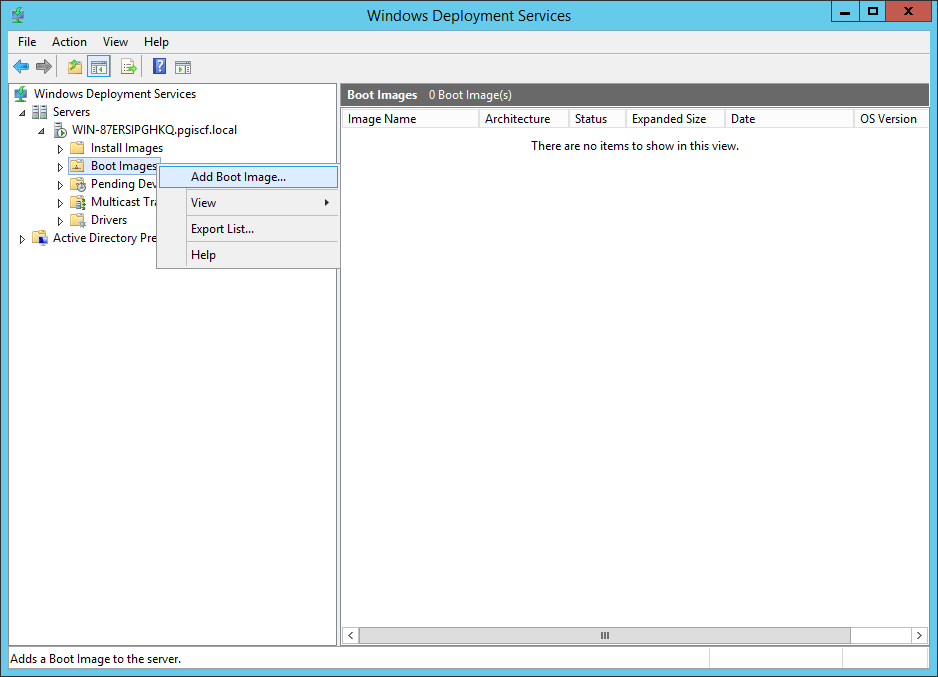 Windows Deployment Services
File Action View Help
Windows Deployment Services
Servers
WIN-87ERSIPGHKQ.pgiscf.local
Install Images
Boot Images
Pending Dev
Multicast Tra
Drivers
Active Directory Pre
Add Boot Image...
View
Export List...
Help
Boot Images 0 Boot Image(s)
Image Name Architecture Status Expanded Size Date OS Version
There are no items to show in this view.
Adds a Boot Image to the server.